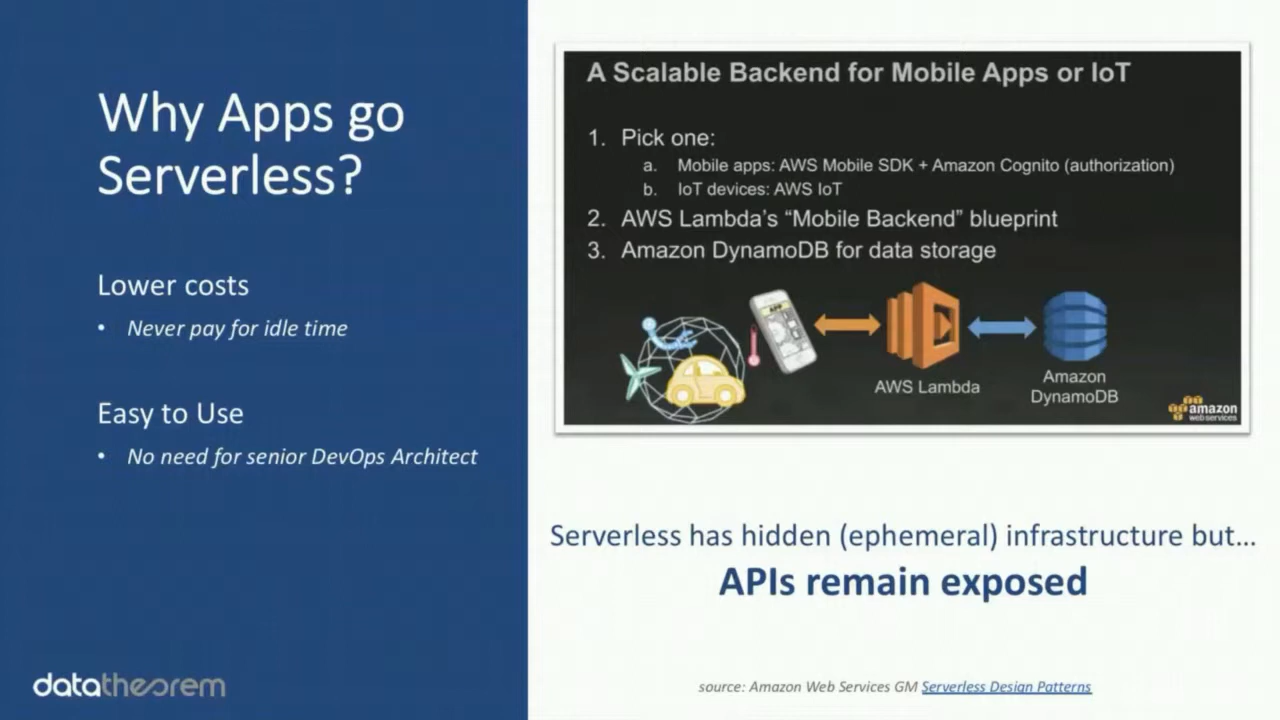 Why Apps go
Serverless?
Lower costs
• Never pay for idle time
Easy to Use
• No need for senior DevOps Architect
datatheorem
A Scalable Backend for Mobile Apps or IoT
1. Pick one:
a. Mobile apps: AWS Mobile SDK + Amazon Cognito (authorization)
b. IoT devices: AWS IoT
2. AWS Lambda's “Mobile Backend” blueprint
3. Amazon DynamoDB for data storage
APP
AWS Lambda
Amazon
DynamoDB
amazon
webservices
Serverless has hidden (ephemeral) infrastructure but...
APIs remain exposed
source: Amazon Web Services GM Serverless Design Patterns